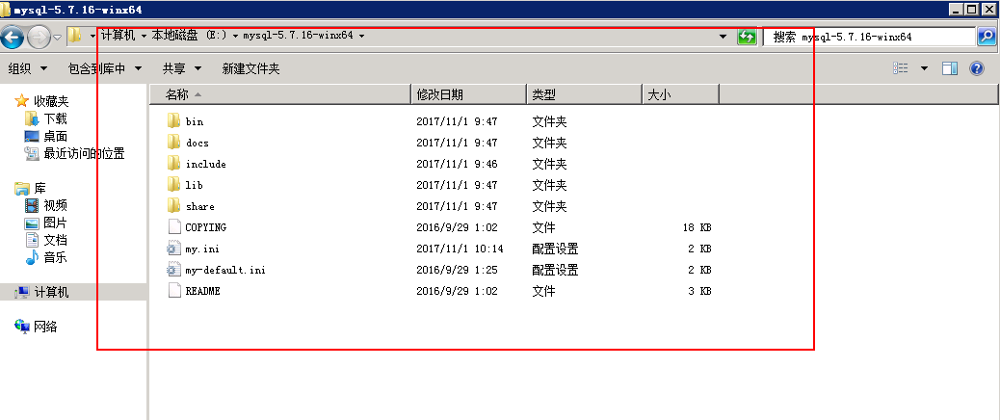 mysql-5.7.16-winx64
计算机 本地磁盘 (E:) mysql-5.7.16-winx64 搜索 mysql-5.7.16-winx64
组织 包含到库中 共享 新建文件夹
名称 修改日期 类型 大小
收藏夹
下载
桌面
最近访问的位置
库
视频
图片
文档
音乐
计算机
网络
bin 2017/11/1 9:47 文件夹
docs 2017/11/1 9:47 文件夹
include 2017/11/1 9:46 文件夹
lib 2017/11/1 9:47 文件夹
share 2017/11/1 9:47 文件夹
COPYING 2016/9/29 1:02 文件 18 KB
my.ini 2017/11/1 10:14 配置设置 2 KB
my-default.ini 2016/9/29 1:25 配置设置 2 KB
README 2016/9/29 1:02 文件 3 KB